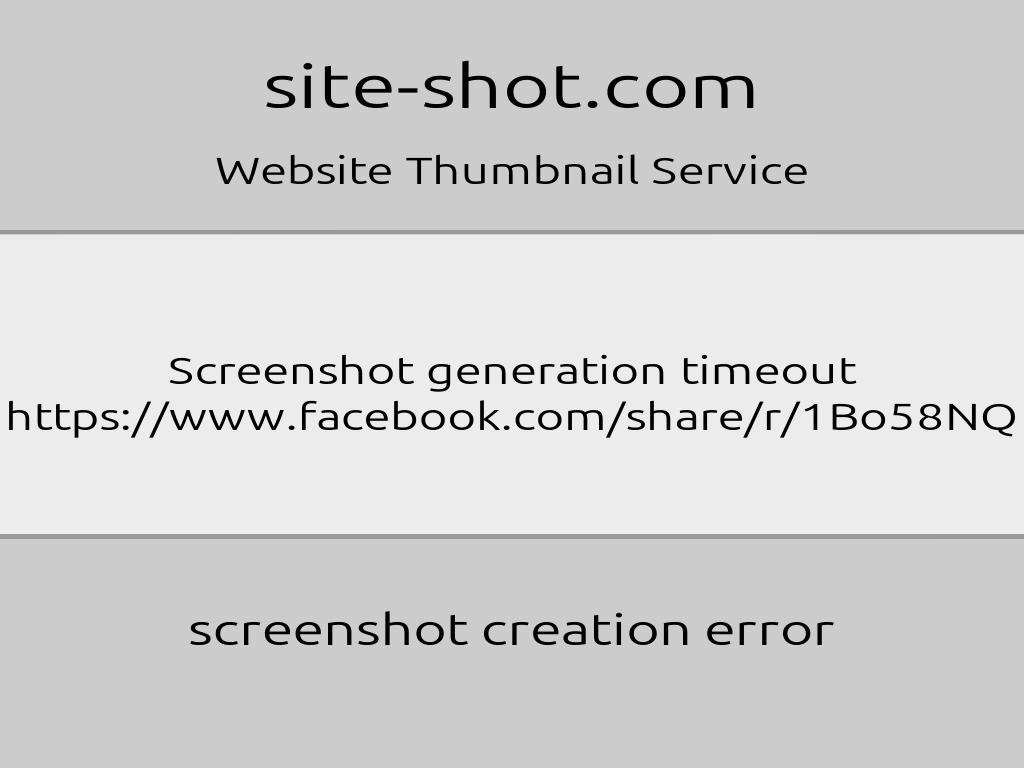 site-shot.com
Website Thumbnail Service
Screenshot generation timeout
https://www.facebook.com/share/r/1Bo58NQ
screenshot creation error